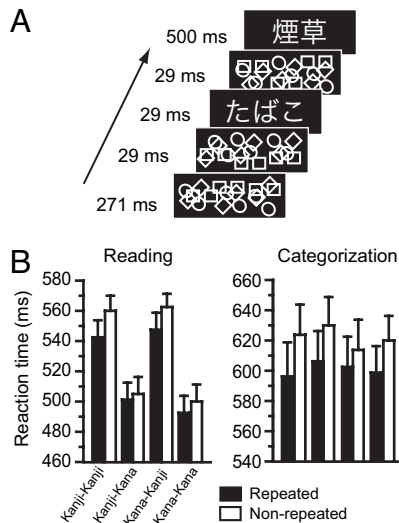 A
500 ms
煙草
29 ms
29 ms
たばこ
29 ms
271 ms
B
Reading
Categorization
Reaction time (ms)
580
560
540
520
500
480
460
660
640
620
600
580
560
540
Kanji-Kanji
Kanji-Kana
Kana-Kanji
Kana-Kana
Repeated
Non-repeated